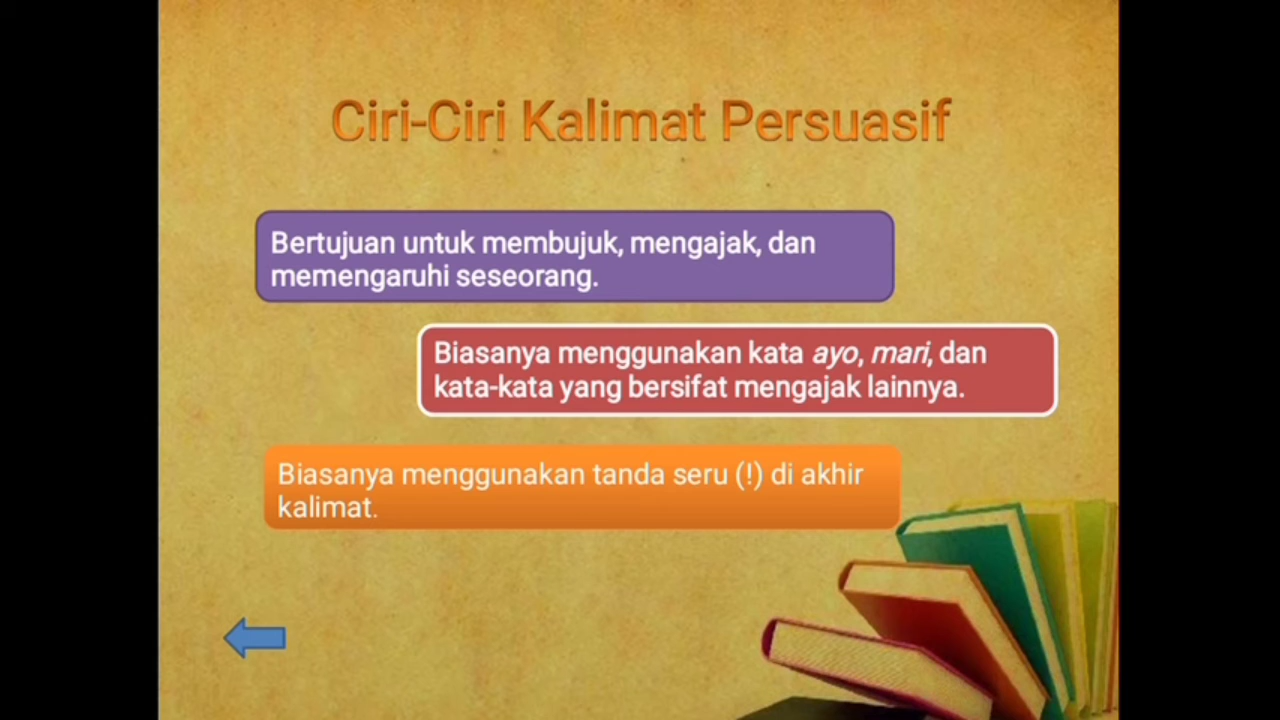 Ciri-Ciri Kalimat Persuasif
Bertujuan untuk membujuk, mengajak, dan
memengaruhi seseorang.
Biasanya menggunakan kata ayo, mari, dan
kata-kata yang bersifat mengajak lainnya.
Biasanya menggunakan tanda seru (!) di akhir
kalimat.